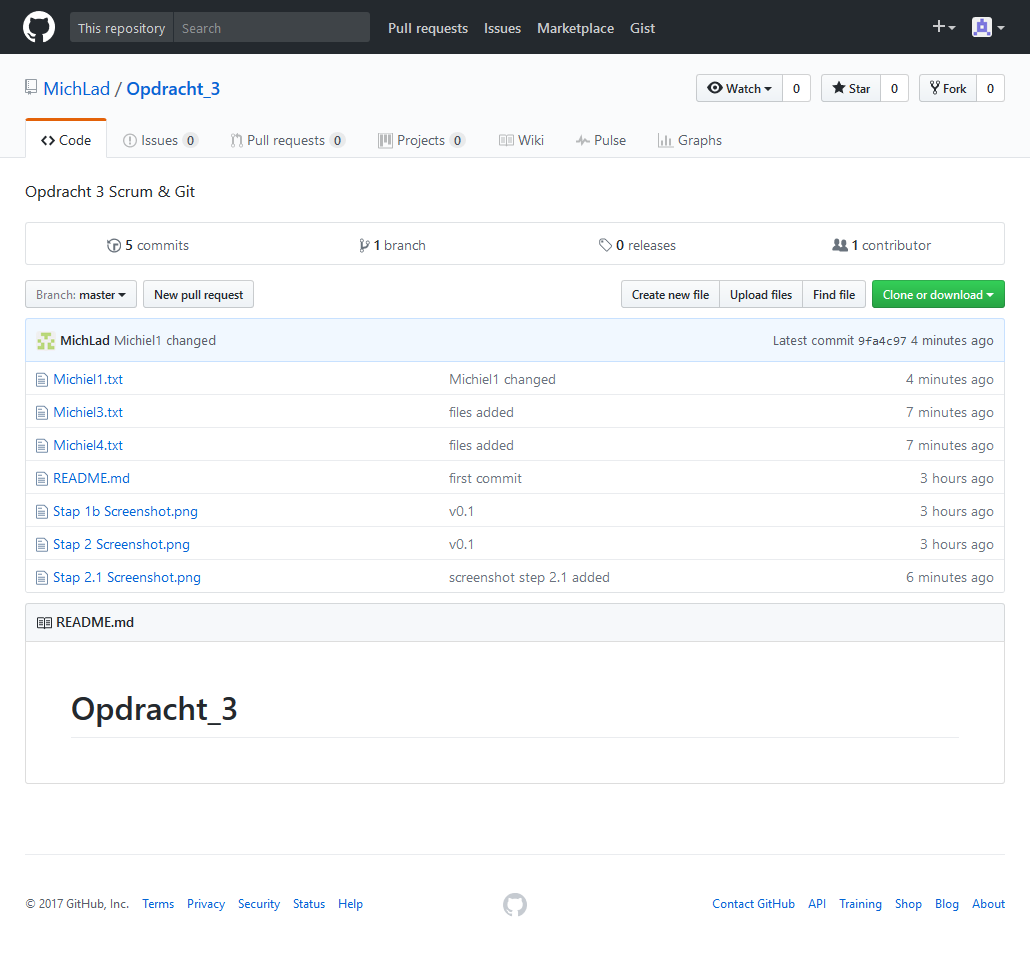 This repository Search Pull requests Issues Marketplace Gist
MichLad / Opdracht_3 Watch 0 Star 0 Fork 0
Code Issues 0 Pull requests 0 Projects 0 Wiki Pulse Graphs
Opdracht 3 Scrum & Git
5 commits 1 branch 0 releases 1 contributor
Branch: master New pull request Create new file Upload files Find file Clone or download
MichLad Michiel1 changed Latest commit 9fa4c97 4 minutes ago
Michiel1.txt Michiel1 changed 4 minutes ago
Michiel3.txt files added 7 minutes ago
Michiel4.txt files added 7 minutes ago
README.md first commit 3 hours ago
Stap 1b Screenshot.png v0.1 3 hours ago
Stap 2 Screenshot.png v0.1 3 hours ago
Stap 2.1 Screenshot.png screenshot step 2.1 added 6 minutes ago
README.md
Opdracht_3
© 2017 GitHub, Inc. Terms Privacy Security Status Help Contact GitHub API Training Shop Blog About